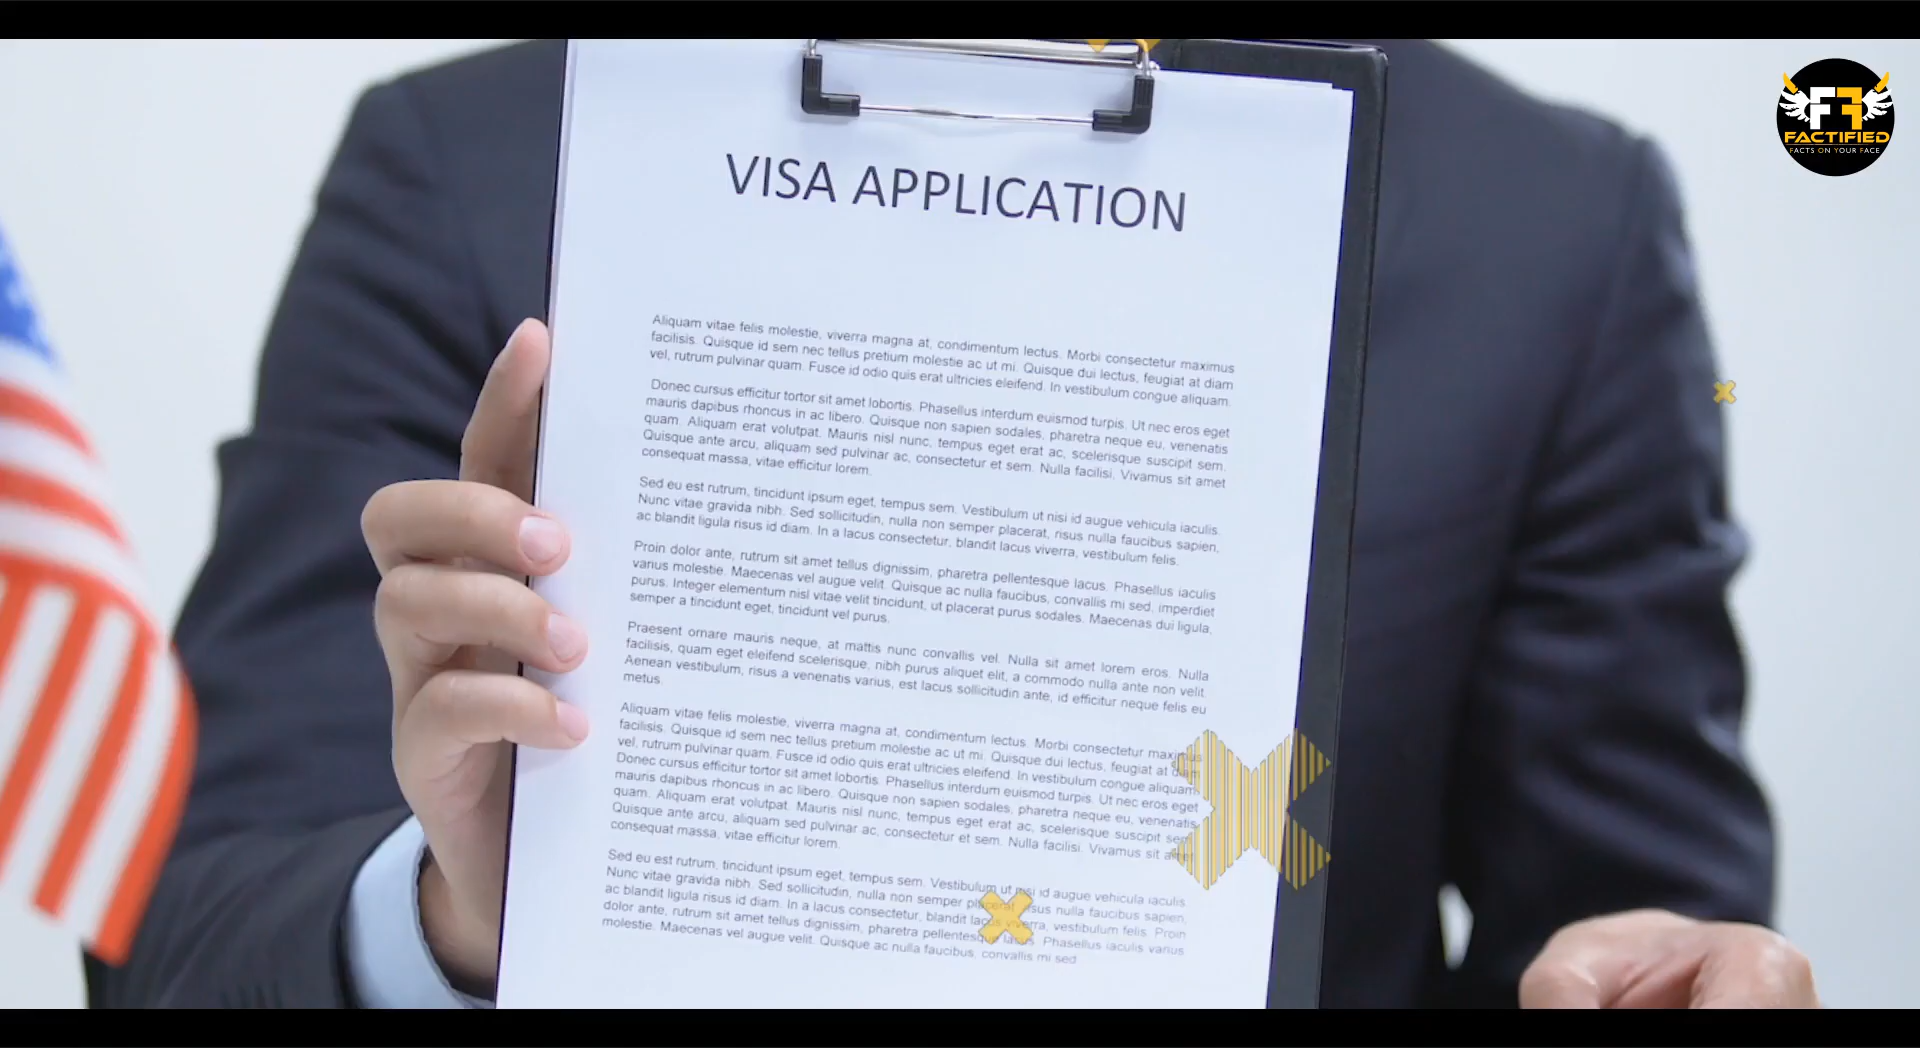 FF
FACTIFIED
FACTS ON YOUR FACE
VISA APPLICATION
Aliquam vitae felis molestie, viverra magna at, condimentum lectus. Morbi consectetur maximus
facilisis. Quisque id sem nec tellus pretium molestie ac ut mi. Quisque dui lectus, feugiat at diam
vel, rutrum pulvinar quam. Fusce id odio quis erat ultricies eleifend. In vestibulum congue aliquam.
Donec cursus efficitur tortor sit amet lobortis. Phasellus interdum euismod turpis. Ut nec eros eget
mauris dapibus rhoncus in ac libero. Quisque non sapien sodales, pharetra neque eu, venenatis
quam. Aliquam erat volutpat. Mauris nisl nunc, tempus eget erat ac, scelerisque suscipit sem.
Quisque ante arcu, aliquam sed pulvinar ac, consectetur et sem. Nulla facilisi. Vivamus sit amet
consequat massa, vitae efficitur lorem.
Sed eu est rutrum, tincidunt ipsum eget, tempus sem. Vestibulum ut nisi id augue vehicula iaculis.
Nunc vitae gravida nibh. Sed sollicitudin, nulla non semper placerat, risus nulla faucibus sapien,
ac blandit ligula risus id diam. In a lacus consectetur, blandit lacus viverra, vestibulum felis.
Proin dolor ante, rutrum sit amet tellus dignissim, pharetra pellentesque lacus. Phasellus iaculis
varius molestie. Maecenas vel augue velit. Quisque ac nulla faucibus, convallis mi sed, imperdiet
purus. Integer elementum nisl vitae velit tincidunt, ut placerat purus sodales. Maecenas dui ligula,
semper a tincidunt eget, tincidunt vel purus.
Praesent ornare mauris neque, at mattis nunc convallis vel. Nulla sit amet lorem eros. Nulla
facilisis, quam eget eleifend scelerisque, nibh purus aliquet elit, a commodo nulla ante non velit.
Aenean vestibulum, risus a venenatis varius, est lacus sollicitudin ante, id efficitur neque felis eu
metus.
Aliquam vitae felis molestie, viverra magna at, condimentum lectus. Morbi consectetur maximus
facilisis. Quisque id sem nec tellus pretium molestie ac ut mi. Quisque dui lectus, feugiat at diam
vel, rutrum pulvinar quam. Fusce id odio quis erat ultricies eleifend. In vestibulum congue aliquam.
Donec cursus efficitur tortor sit amet lobortis. Phasellus interdum euismod turpis. Ut nec eros eget
mauris dapibus rhoncus in ac libero. Quisque non sapien sodales, pharetra neque eu, venenatis
quam. Aliquam erat volutpat. Mauris nisl nunc, tempus eget erat ac, scelerisque suscipit sem.
Quisque ante arcu, aliquam sed pulvinar ac, consectetur et sem. Nulla facilisi. Vivamus sit amet
consequat massa, vitae efficitur lorem.
Sed eu est rutrum, tincidunt ipsum eget, tempus sem. Vestibulum ut nisi id augue vehicula iaculis.
Nunc vitae gravida nibh. Sed sollicitudin, nulla non semper placerat, risus nulla faucibus sapien,
ac blandit ligula risus id diam. In a lacus consectetur, blandit lacus viverra, vestibulum felis. Proin
dolor ante, rutrum sit amet tellus dignissim, pharetra pellentesque lacus. Phasellus iaculis varius
molestie. Maecenas vel augue velit. Quisque ac nulla faucibus, convallis mi sed